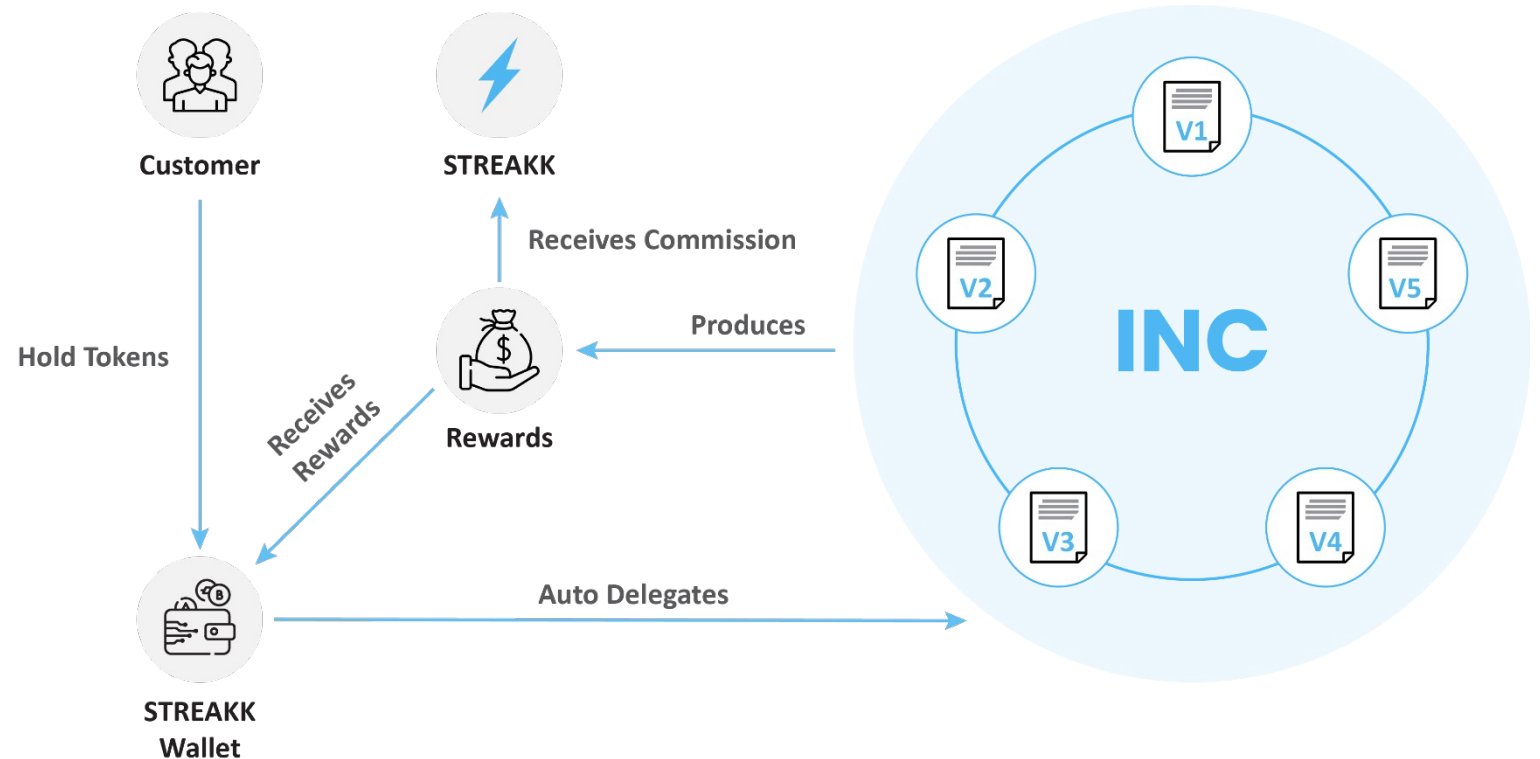 Customer
STREAKK
Receives Commission
Hold Tokens
Receives
Rewards
Rewards
Produces
Auto Delegates
STREAKK
Wallet
V1
V2
V5
INC
V3
V4
$
A
B